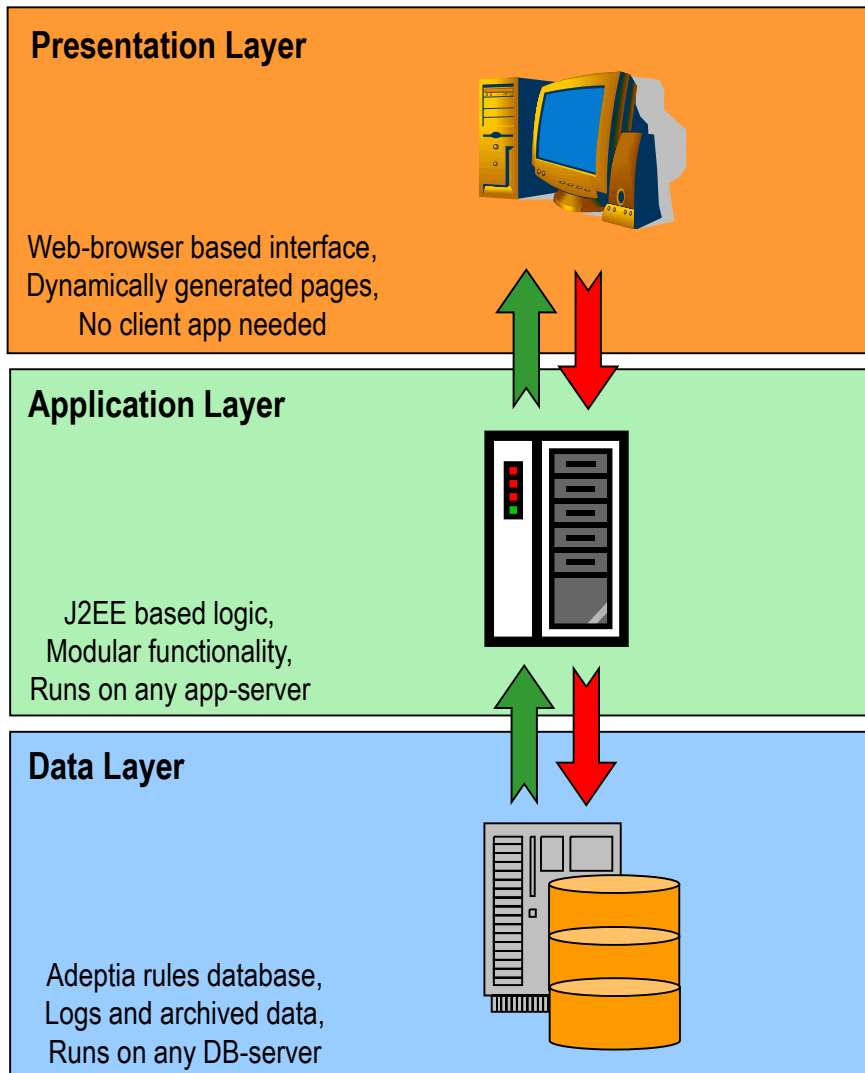 Presentation Layer
Web-browser based interface,
Dynamically generated pages,
No client app needed
Application Layer
J2EE based logic,
Modular functionality,
Runs on any app-server
Data Layer
Adeptia rules database,
Logs and archived data,
Runs on any DB-server